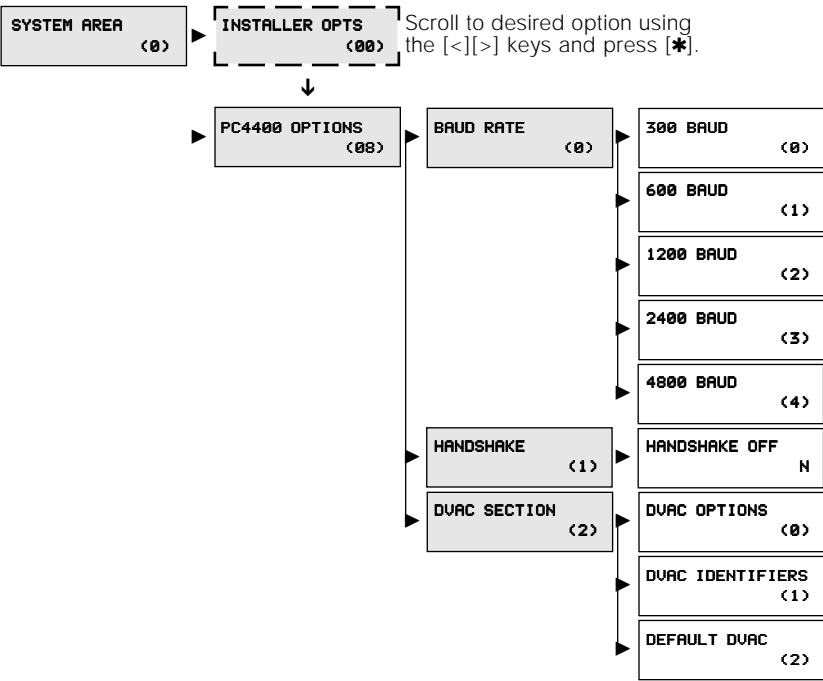 SYSTEM AREA
(0)
INSTALLER OPTS
(00)
Scroll to desired option using
the [<][>] keys and press [✱].
PC4400 OPTIONS
(08)
BAUD RATE
(0)
300 BAUD
(0)
600 BAUD
(1)
1200 BAUD
(2)
2400 BAUD
(3)
4800 BAUD
(4)
HANDSHAKE
(1)
HANDSHAKE OFF
N
DVAC SECTION
(2)
DVAC OPTIONS
(0)
DVAC IDENTIFIERS
(1)
DEFAULT DVAC
(2)